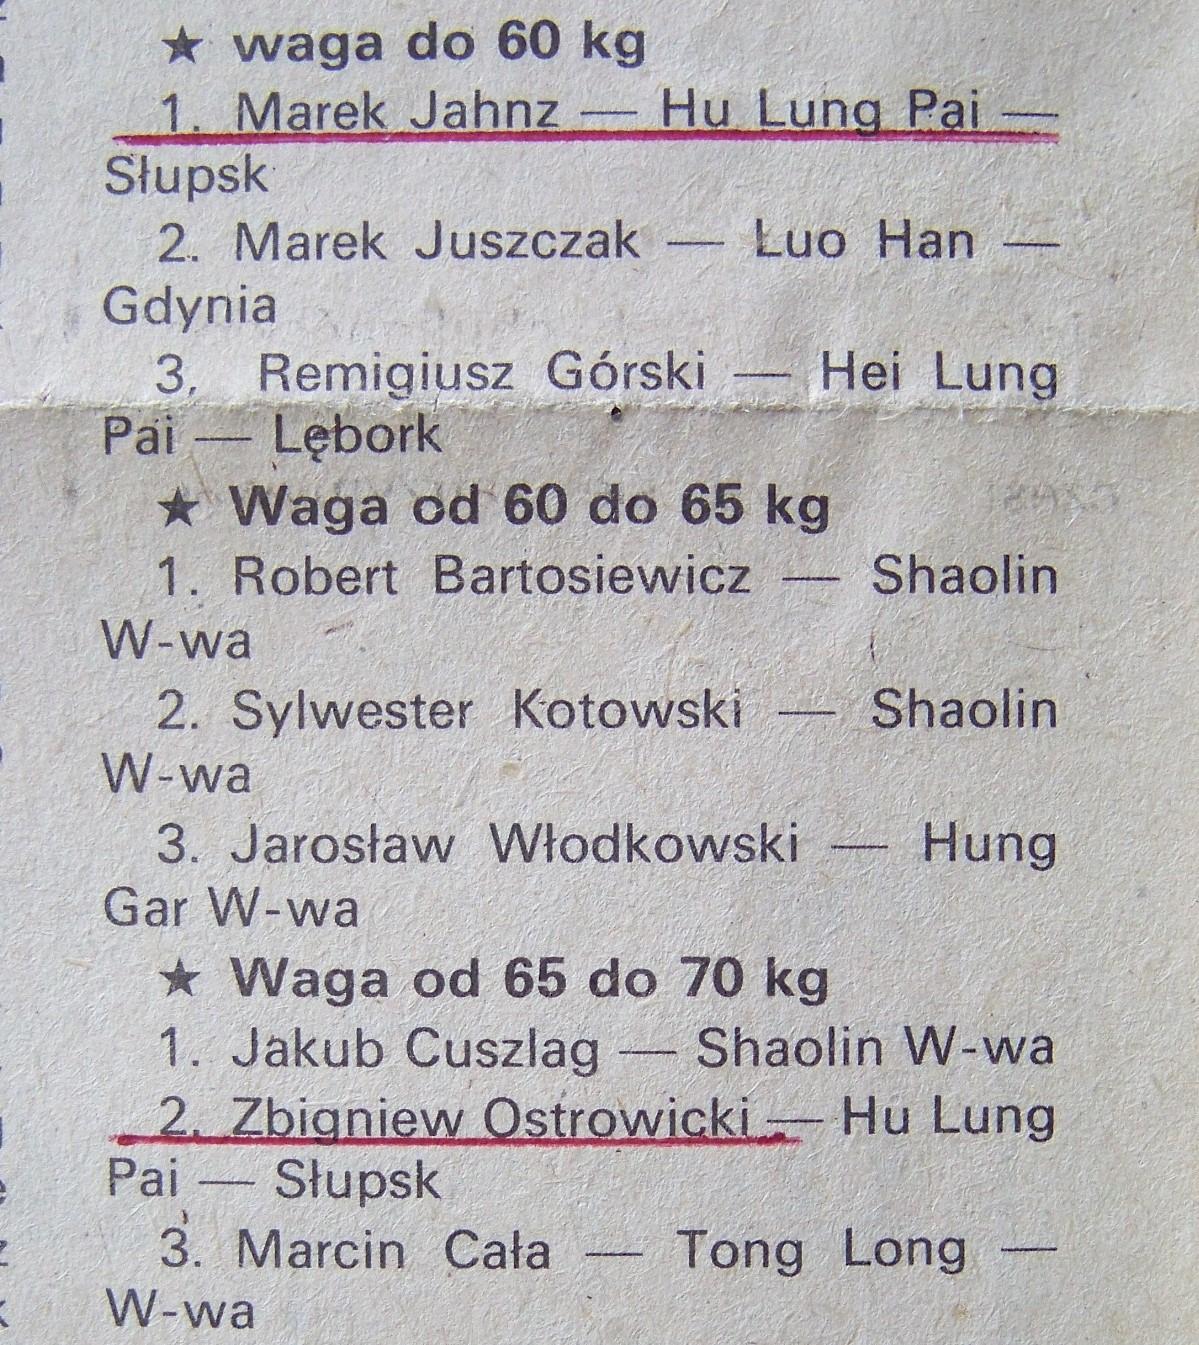 ★ waga do 60 kg
1. Marek Jahnz — Hu Lung Pai —
Słupsk
2. Marek Juszczak — Luo Han —
Gdynia
3. Remigiusz Górski — Hei Lung
Pai — Lębork
★ Waga od 60 do 65 kg
1. Robert Bartosiewicz — Shaolin
W-wa
2. Sylwester Kotowski — Shaolin
W-wa
3. Jarosław Włodkowski — Hung
Gar W-wa
★ Waga od 65 do 70 kg
1. Jakub Cuszlag — Shaolin W-wa
2. Zbigniew Ostrowicki — Hu Lung
Pai — Słupsk
3. Marcin Cała — Tong Long —
W-wa